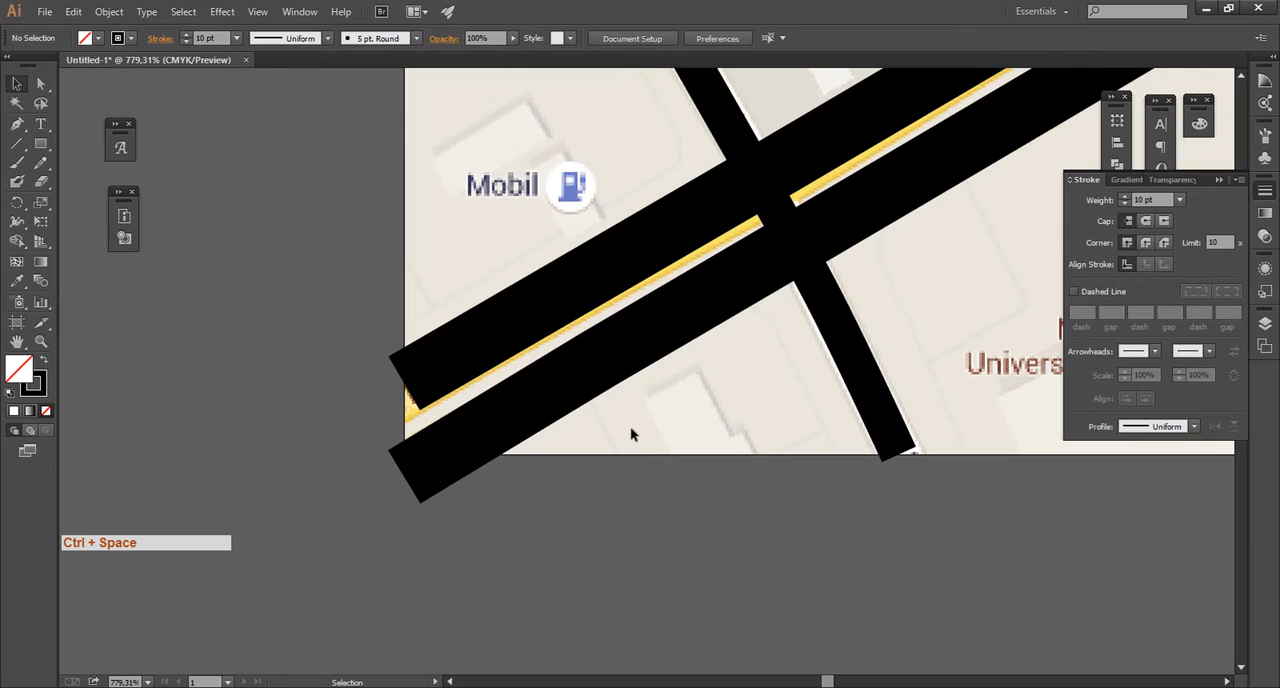 Ai File Edit Object Type Select Effect View Window Help Br Essentials
No Selection Stroke: 10 pt Uniform 5 pt. Round Opacity: 100% Style: Document Setup Preferences
Untitled-1* @ 779,31% (CMYK/Preview) ×
Stroke Gradient Transparency
Weight: 10 pt
Cap:
Corner: Limit: 10 x
Align Stroke:
Dashed Line
dash gap dash gap dash gap
Arrowheads:
Scale: 100% 100%
Align:
Profile: Uniform
Mobil
Univers
Ctrl + Space
779,31% 1 Selection